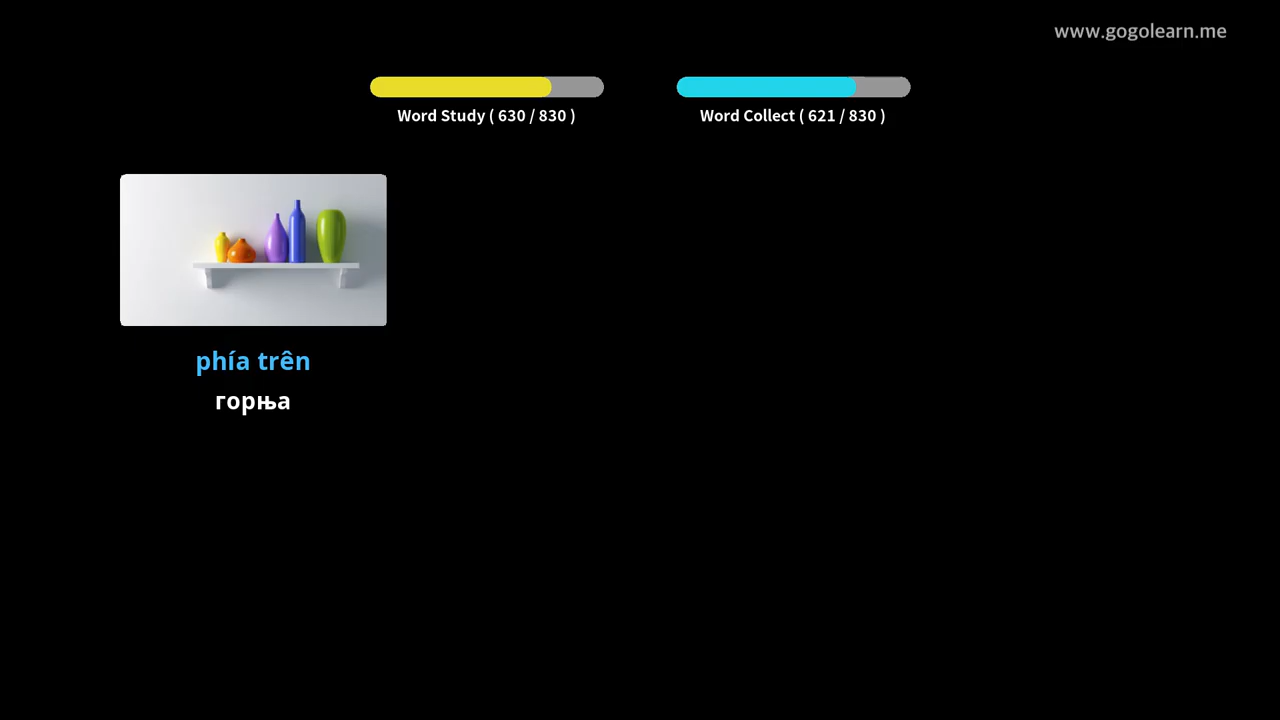 www.gogolearn.me
Word Study ( 630 / 830 )
Word Collect ( 621 / 830 )
phía trên
горња